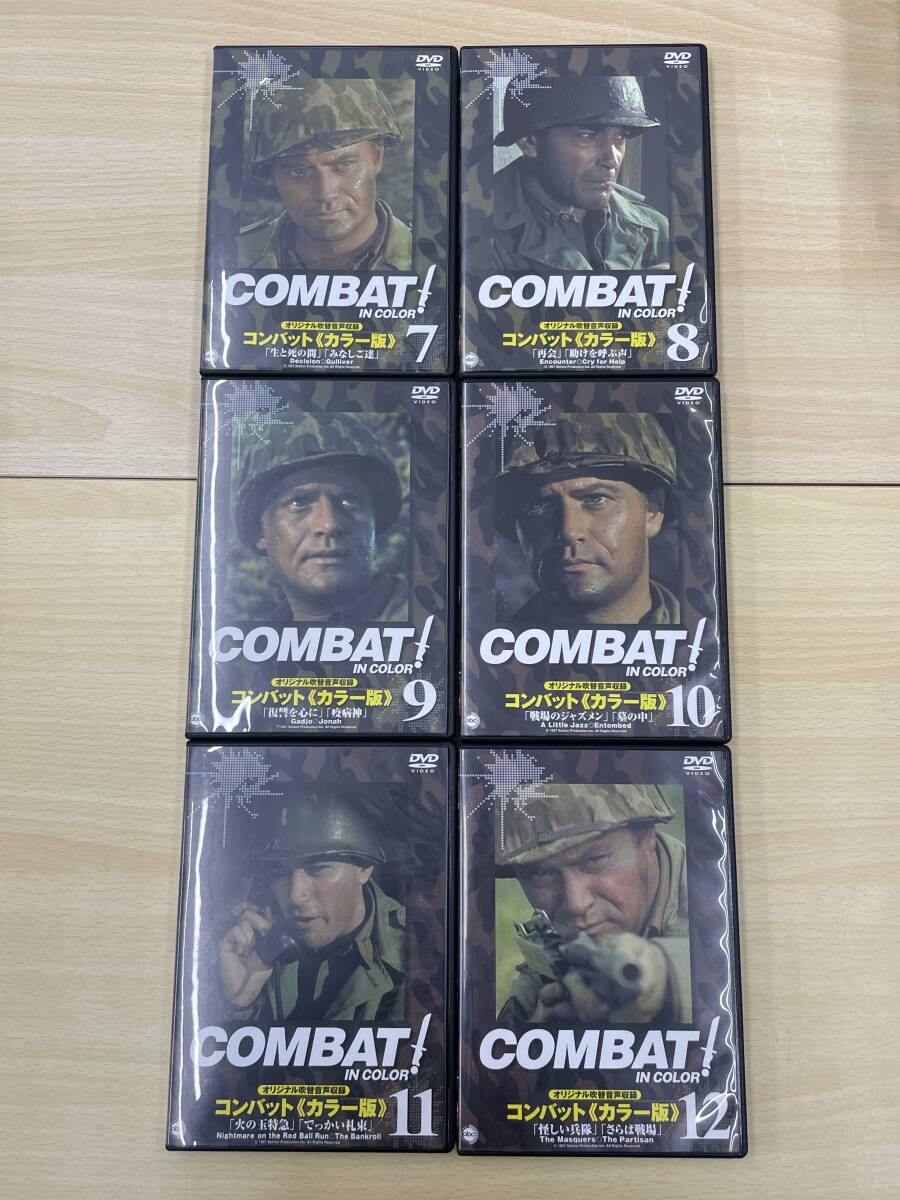 DVD
VIDEO
COMBAT!
IN COLOR
オリジナル吹替音声収録
コンバット《カラー版》 7
「生と死の間」「みなしご達」
Decision◇Gulliver
DVD
VIDEO
COMBAT!
IN COLOR
オリジナル吹替音声収録
コンバット《カラー版》 8
「再会」「助けを呼ぶ声」
Encounter◇Cry for Help
abc
DVD
VIDEO
COMBAT!
IN COLOR
オリジナル吹替音声収録
コンバット《カラー版》 9
「復讐を心に」「疫病神」
Gadjo◇Jonah
DVD
VIDEO
COMBAT!
IN COLOR
オリジナル吹替音声収録
コンバット《カラー版》 10
「戦場のジャズメン」「墓の中」
A Little Jazz◇Entombed
abc
DVD
VIDEO
COMBAT!
IN COLOR
オリジナル吹替音声収録
コンバット《カラー版》 11
「火の玉特急」「でっかい札束」
Nightmare on the Red Ball Run◇The Bankroll
DVD
VIDEO
COMBAT!
IN COLOR
オリジナル吹替音声収録
コンバット《カラー版》 12
「怪しい兵隊」「さらば戦場」
The Masquers◇The Partisan
abc